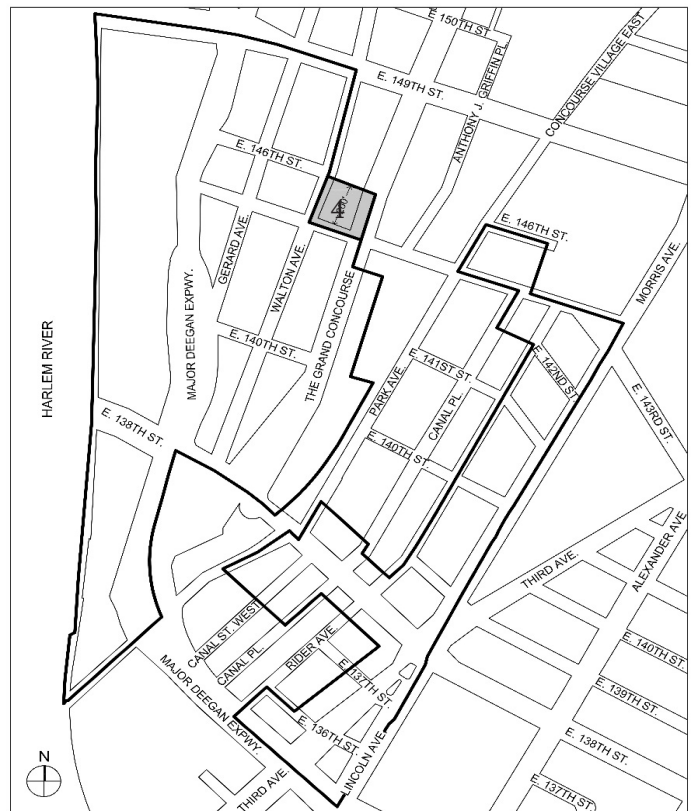 E. 150TH ST.
E. 149TH ST.
ANTHONY J. GRIFFIN PL.
CONCOURSE VILLAGE EAST
E. 146TH ST.
E. 146TH ST.
MORRIS AVE.
GERARD AVE.
WALTON AVE.
MAJOR DEEGAN EXPWY.
THE GRAND CONCOURSE
E. 140TH ST.
HARLEM RIVER
PARK AVE.
E. 141ST ST.
CANAL PL.
E. 142ND ST
E. 143RD ST.
E. 138TH ST.
E. 140TH ST.
THIRD AVE.
ALEXANDER AVE
CANAL ST. WEST
CANAL PL.
RIDER AVE.
E. 137TH ST.
E. 140TH ST.
E. 139TH ST.
MAJOR DEEGAN EXPWY.
E. 136TH ST.
LINCOLN AVE.
E. 138TH ST.
N
THIRD AVE.
E. 137TH ST.